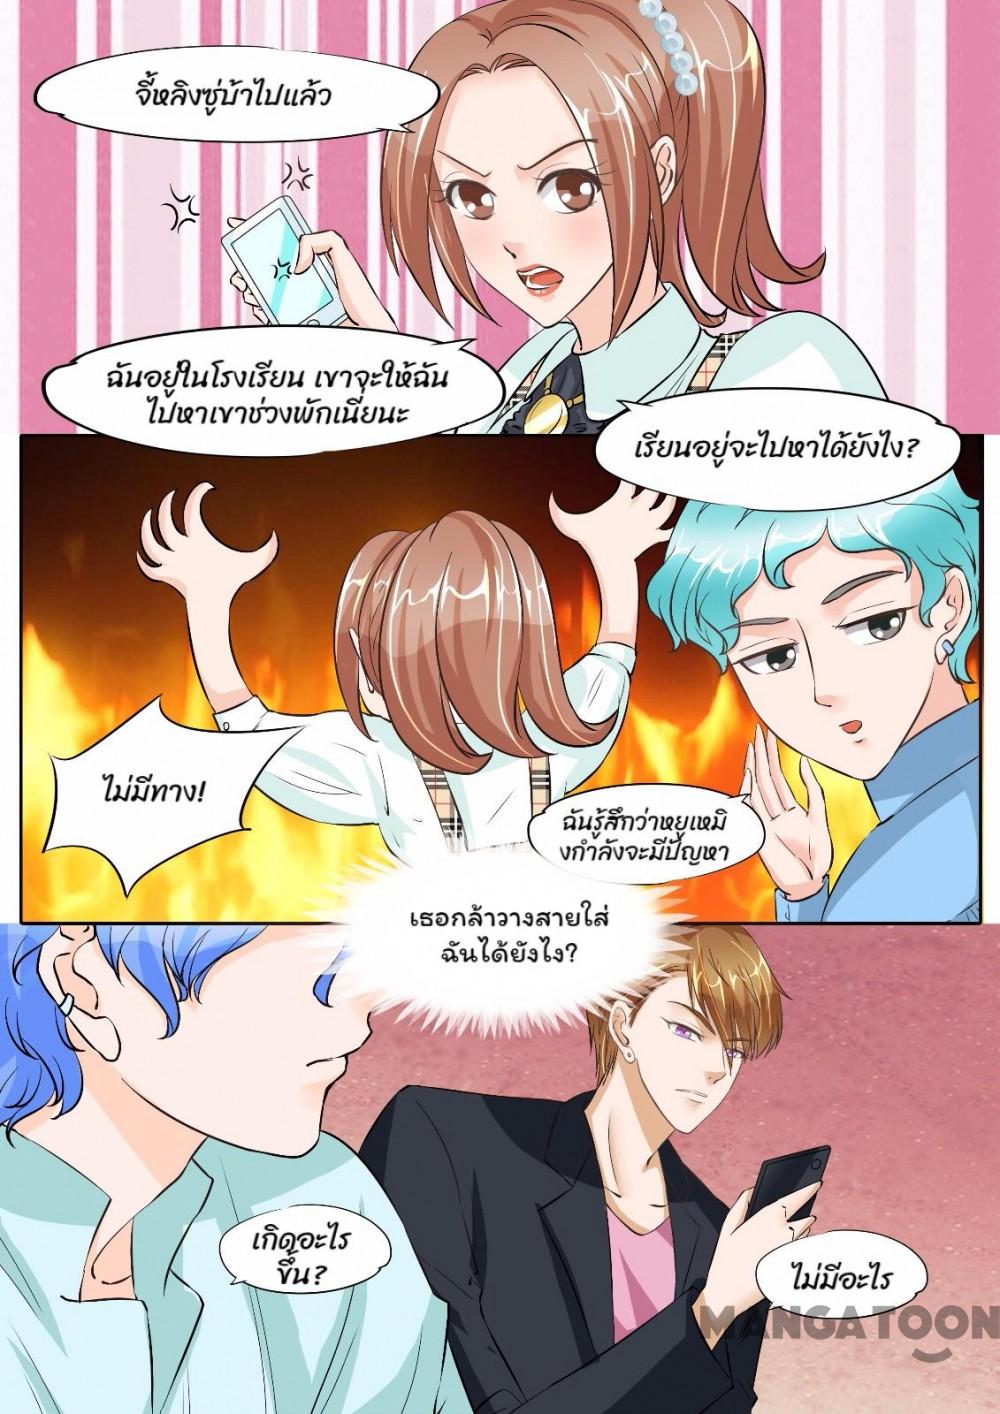 จี้หลิงซู่บ้าไปแล้ว
ฉันอยู่ในโรงเรียน เขาจะให้ฉัน
ไปหาเขาช่วงพักเนี่ยนะ
เรียนอยู่จะไปหาได้ยังไง?
ไม่มีทาง!
ฉันรู้สึกว่าหยูเหมิ
งกำลังจะมีปัญหา
เธอกล้าวางสายใส่
ฉันได้ยังไง?
เกิดอะไร
ขึ้น?
ไม่มีอะไร
MANGATOON